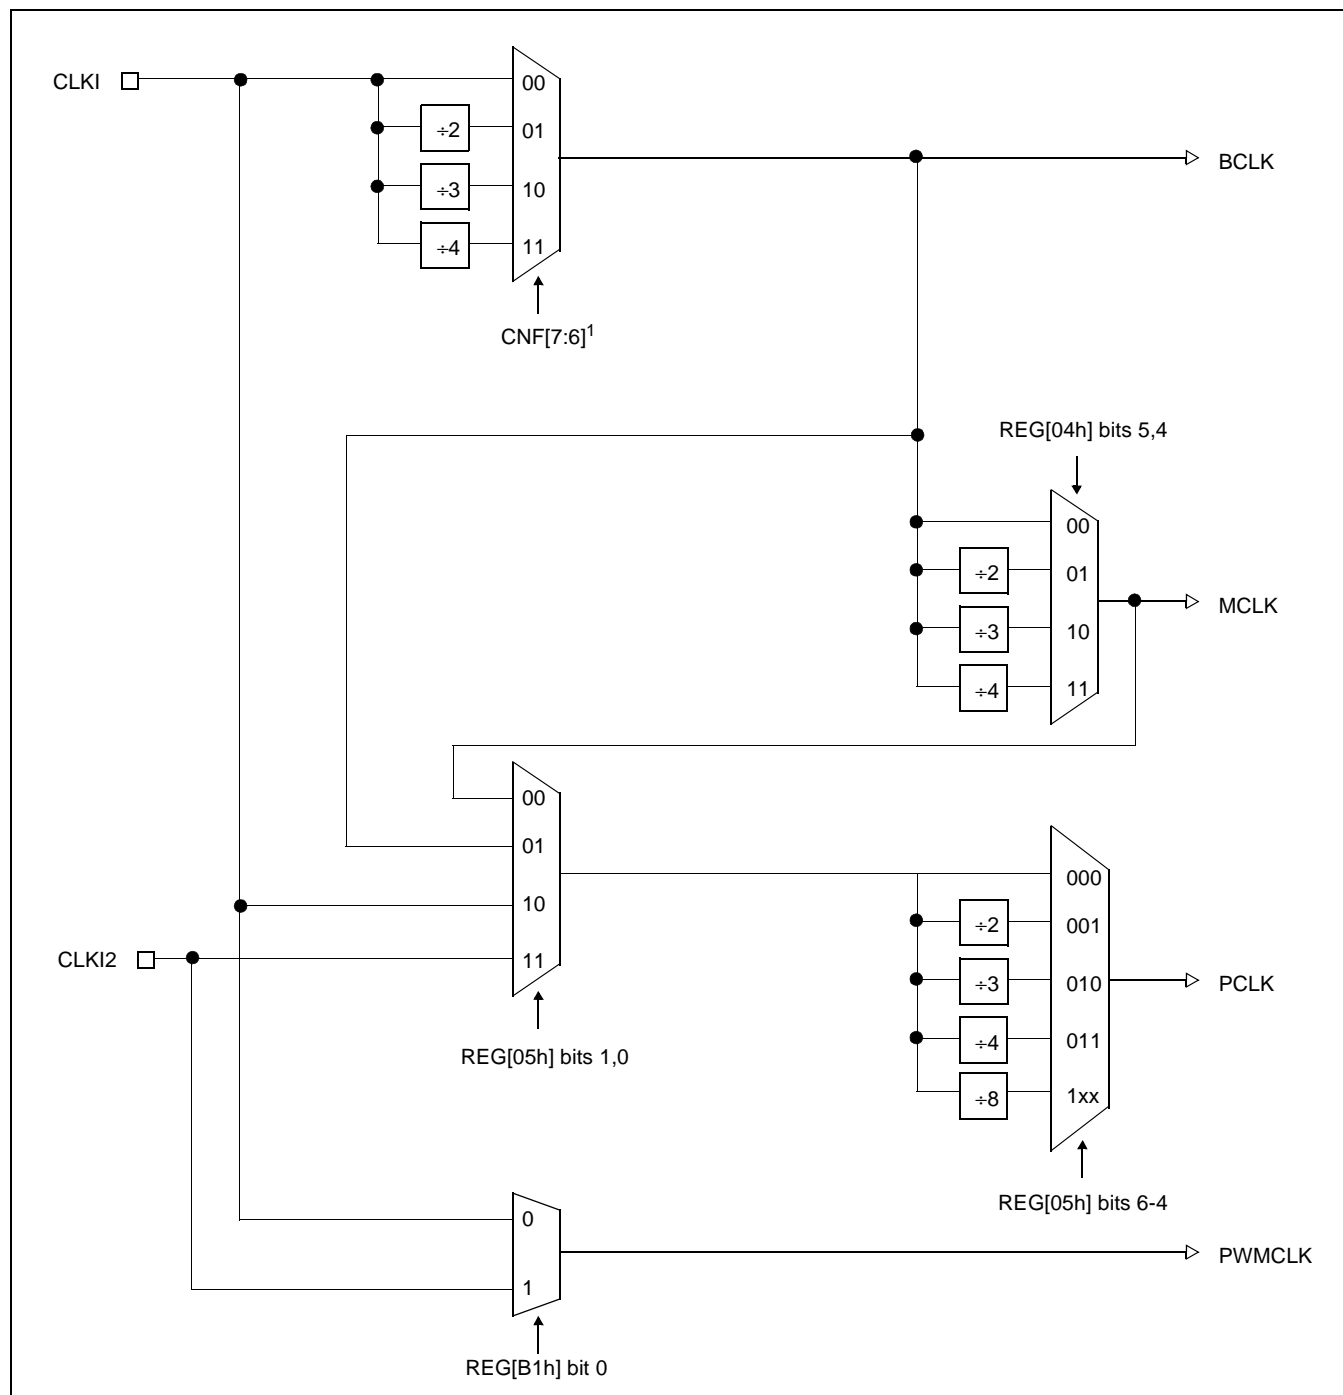 CLKI
00
÷2
01
÷3
10
÷4
11
CNF[7:6]1
BCLK
REG[04h] bits 5,4
00
÷2
01
÷3
10
÷4
11
MCLK
00
01
10
11
CLKI2
REG[05h] bits 1,0
000
÷2
001
÷3
010
÷4
011
÷8
1xx
PCLK
REG[05h] bits 6-4
0
1
PWMCLK
REG[B1h] bit 0